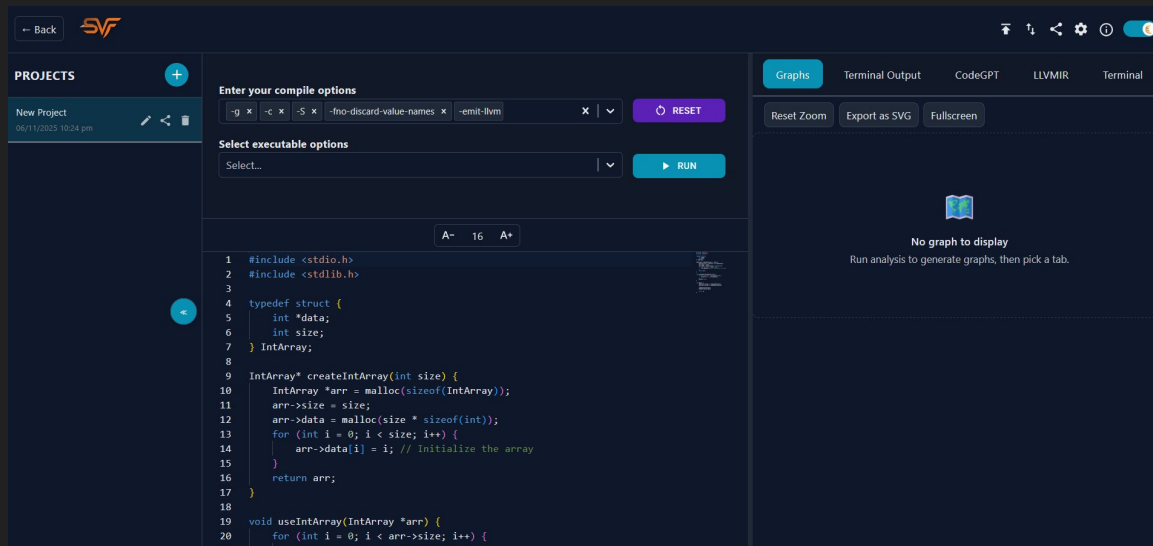 ← Back
SVF
PROJECTS
+
New Project
06/11/2025 10:24 pm
«
Enter your compile options
-g × -c × -S × -fno-discard-value-names × -emit-llvm
RESET
Select executable options
Select...
RUN
A- 16 A+
1 #include <stdio.h>
2 #include <stdlib.h>
3
4 typedef struct {
5     int *data;
6     int size;
7 } IntArray;
8
9 IntArray* createIntArray(int size) {
10     IntArray *arr = malloc(sizeof(IntArray));
11     arr->size = size;
12     arr->data = malloc(size * sizeof(int));
13     for (int i = 0; i < size; i++) {
14         arr->data[i] = i; // Initialize the array
15     }
16     return arr;
17 }
18
19 void useIntArray(IntArray *arr) {
20     for (int i = 0; i < arr->size; i++) {
Graphs Terminal Output CodeGPT LLVMIR Terminal
Reset Zoom Export as SVG Fullscreen
No graph to display
Run analysis to generate graphs, then pick a tab.